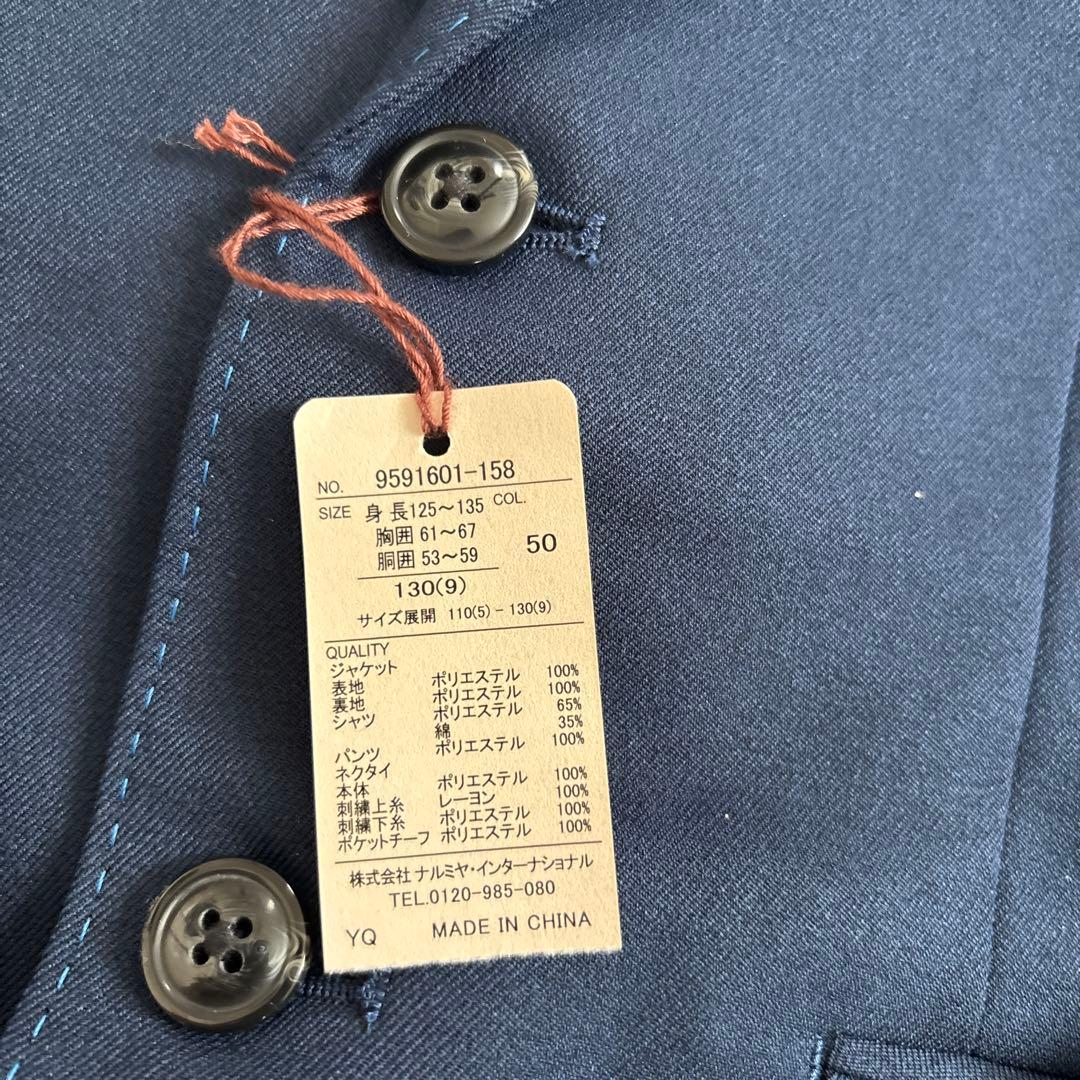 NO. 9591601-158
SIZE 身長125～135 COL.
胸囲 61～67
胴囲 53～59 50
130(9)
サイズ展開 110(5)-130(9)
QUALITY
ジャケット
表地 ポリエステル 100%
裏地 ポリエステル 100%
シャツ ポリエステル 65%
綿 35%
パンツ ポリエステル 100%
ネクタイ
本体 ポリエステル 100%
刺繍上糸 レーヨン 100%
刺繍下糸 ポリエステル 100%
ポケットチーフ ポリエステル 100%
株式会社 ナルミヤ・インターナショナル
TEL.0120-985-080
YQ MADE IN CHINA